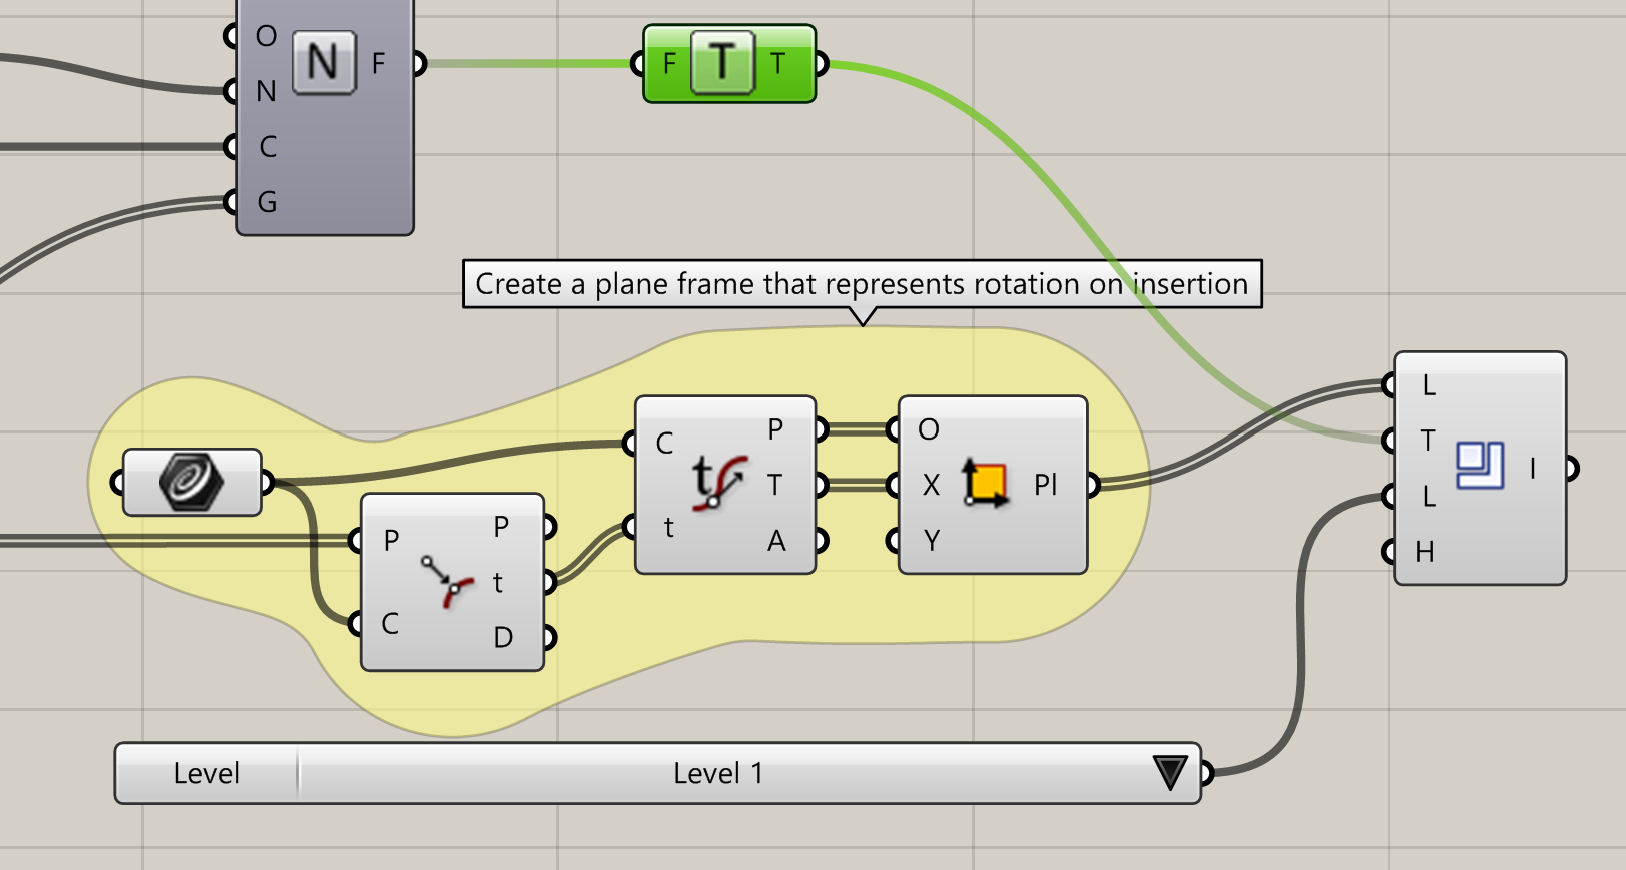 O
N
F
N
C
G
F
T
T
Create a plane frame that represents rotation on insertion
C
t
P
T
A
t
O
X
Y
Pl
P
C
P
t
D
L
T
L
H
I
Level
Level 1